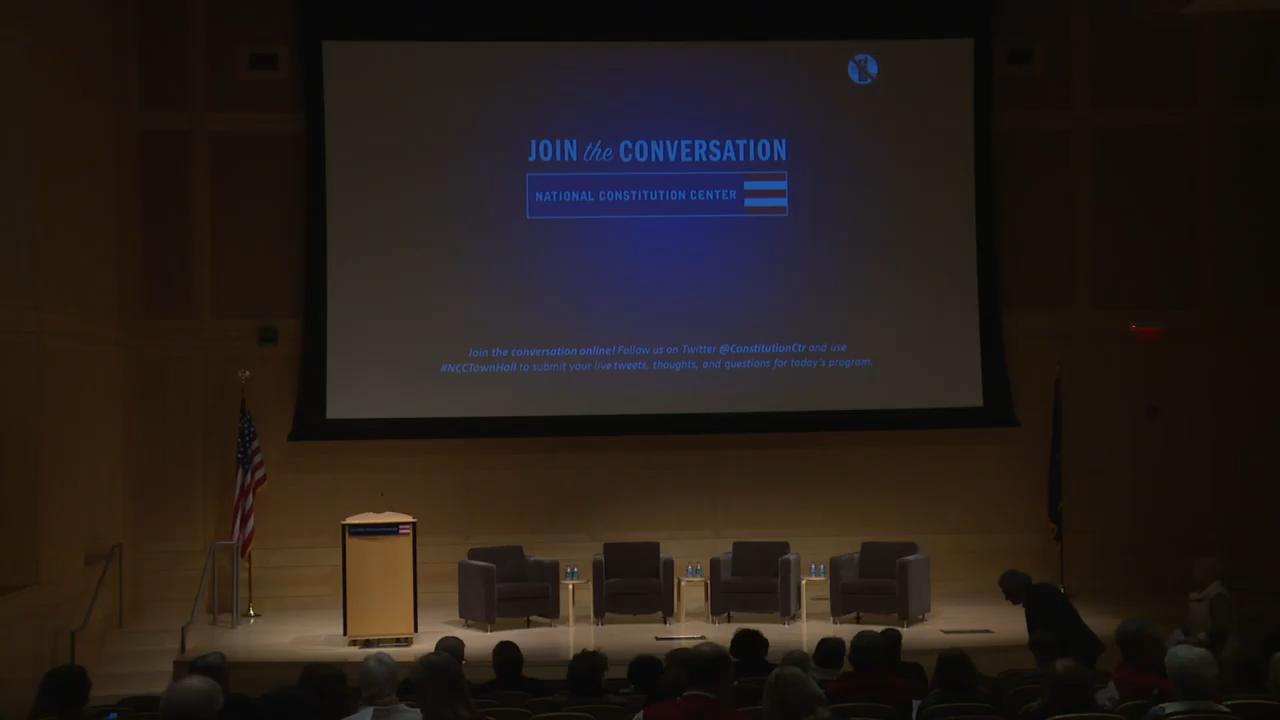 JOIN the CONVERSATION
NATIONAL CONSTITUTION CENTER
Join the conversation online! Follow us on Twitter @ConstitutionCtr and use
#NCCTownHall to submit your live tweets, thoughts, and questions for today's program.